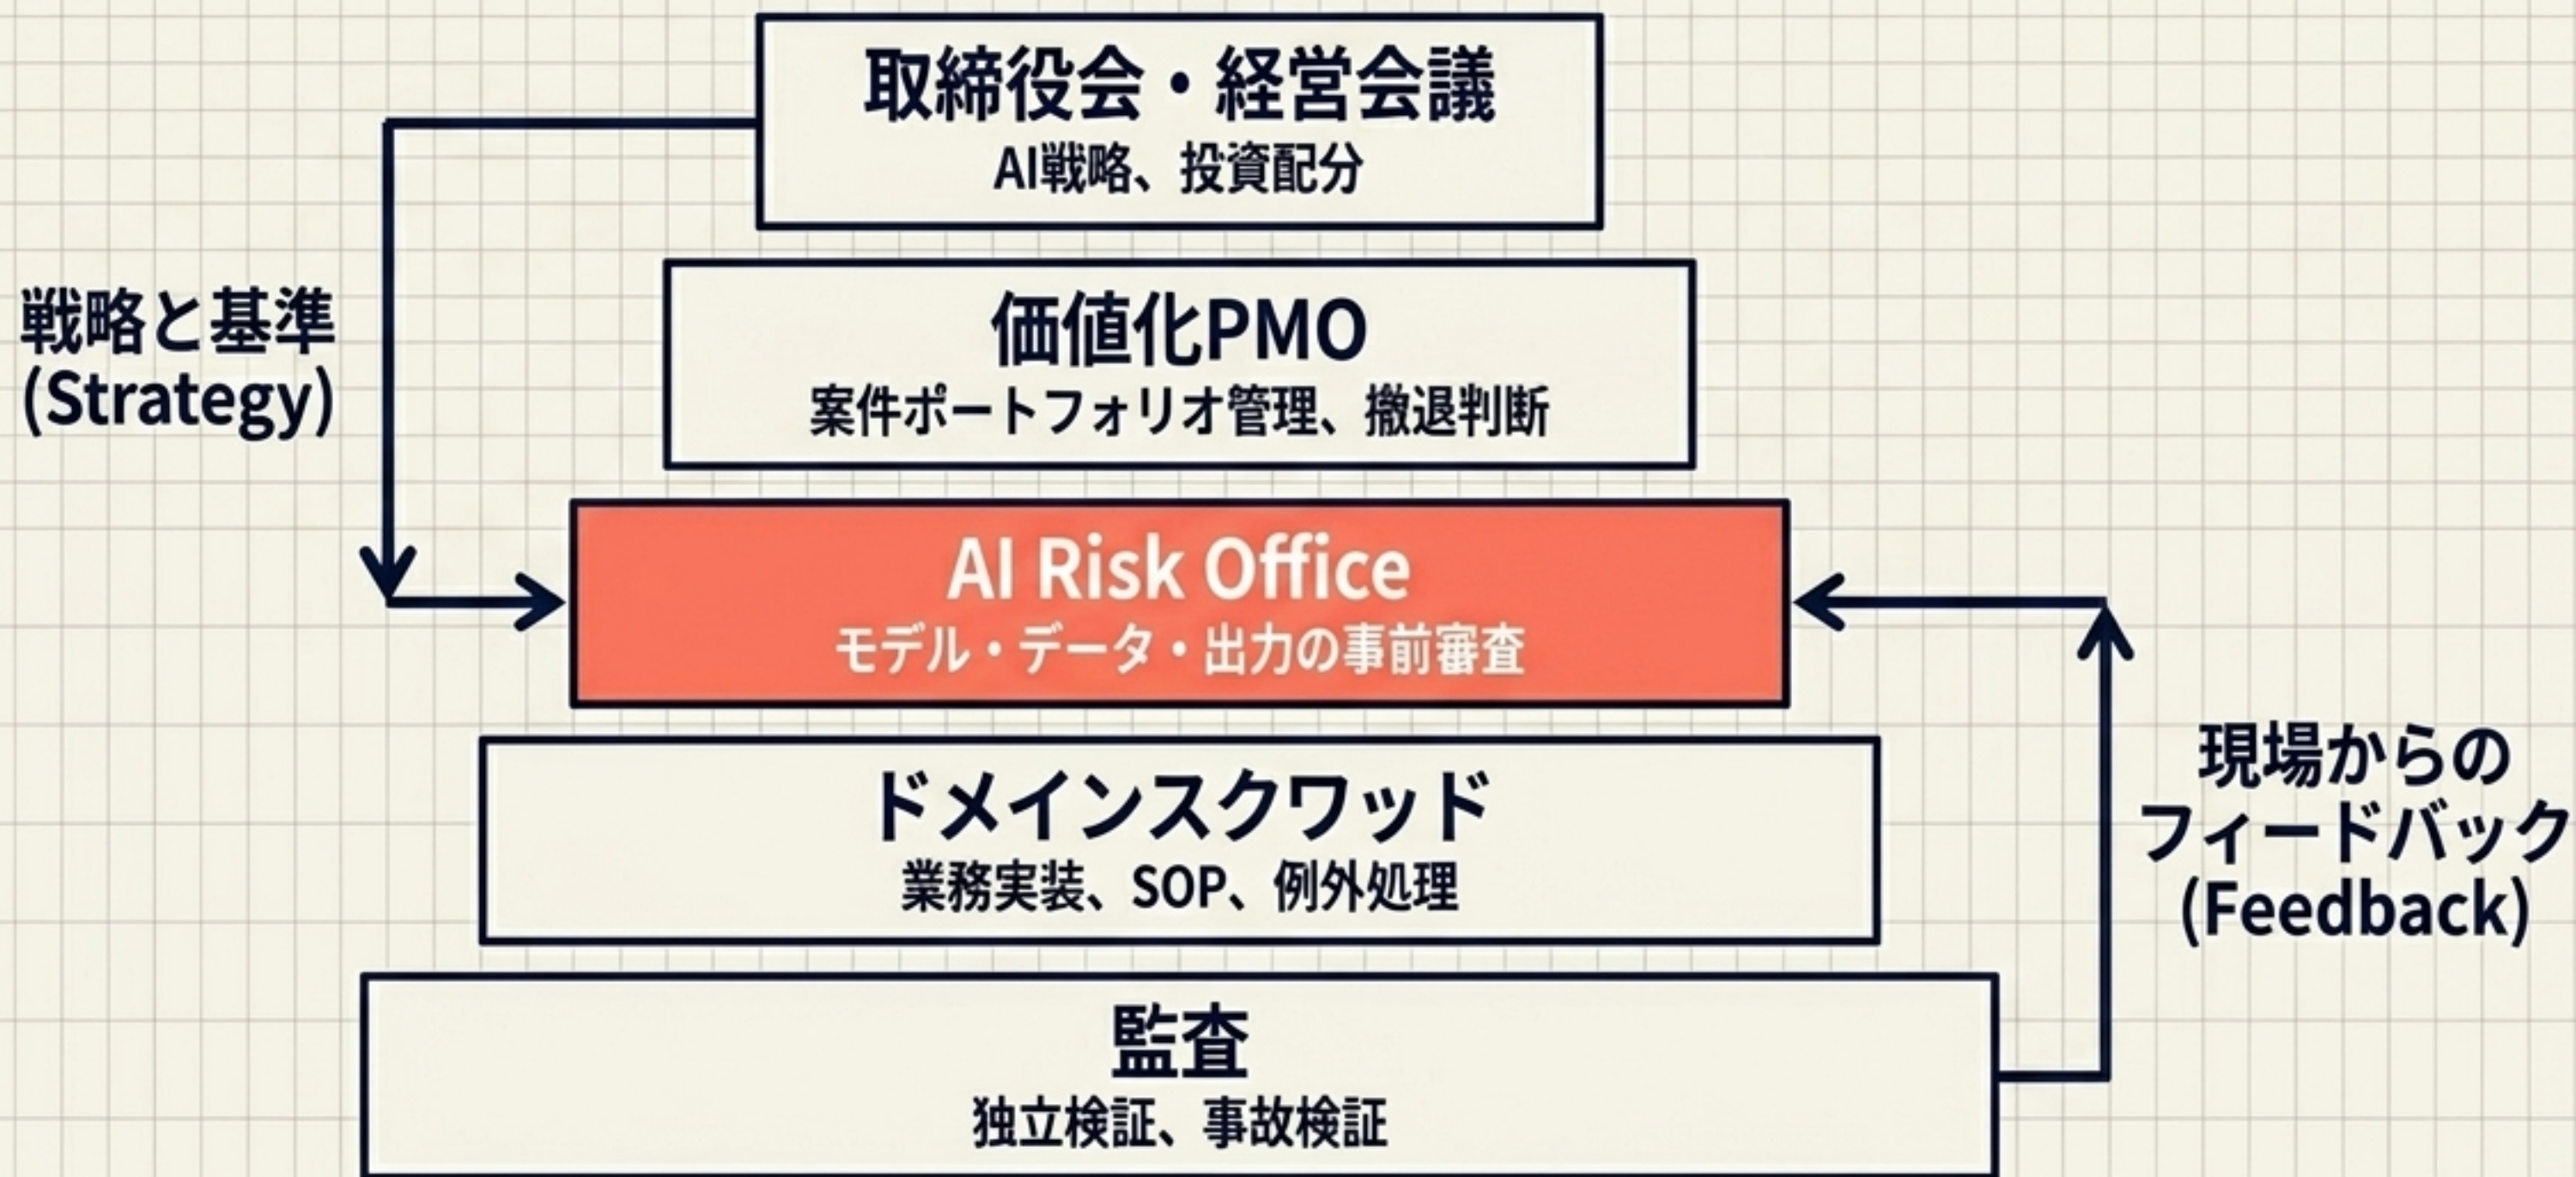 取締役会・経営会議
AI戦略、投資配分
戦略と基準
(Strategy)
価値化PMO
案件ポートフォリオ管理、撤退判断
AI Risk Office
モデル・データ・出力の事前審査
ドメインスクワッド
業務実装、SOP、例外処理
現場からの
フィードバック
(Feedback)
監査
独立検証、事故検証